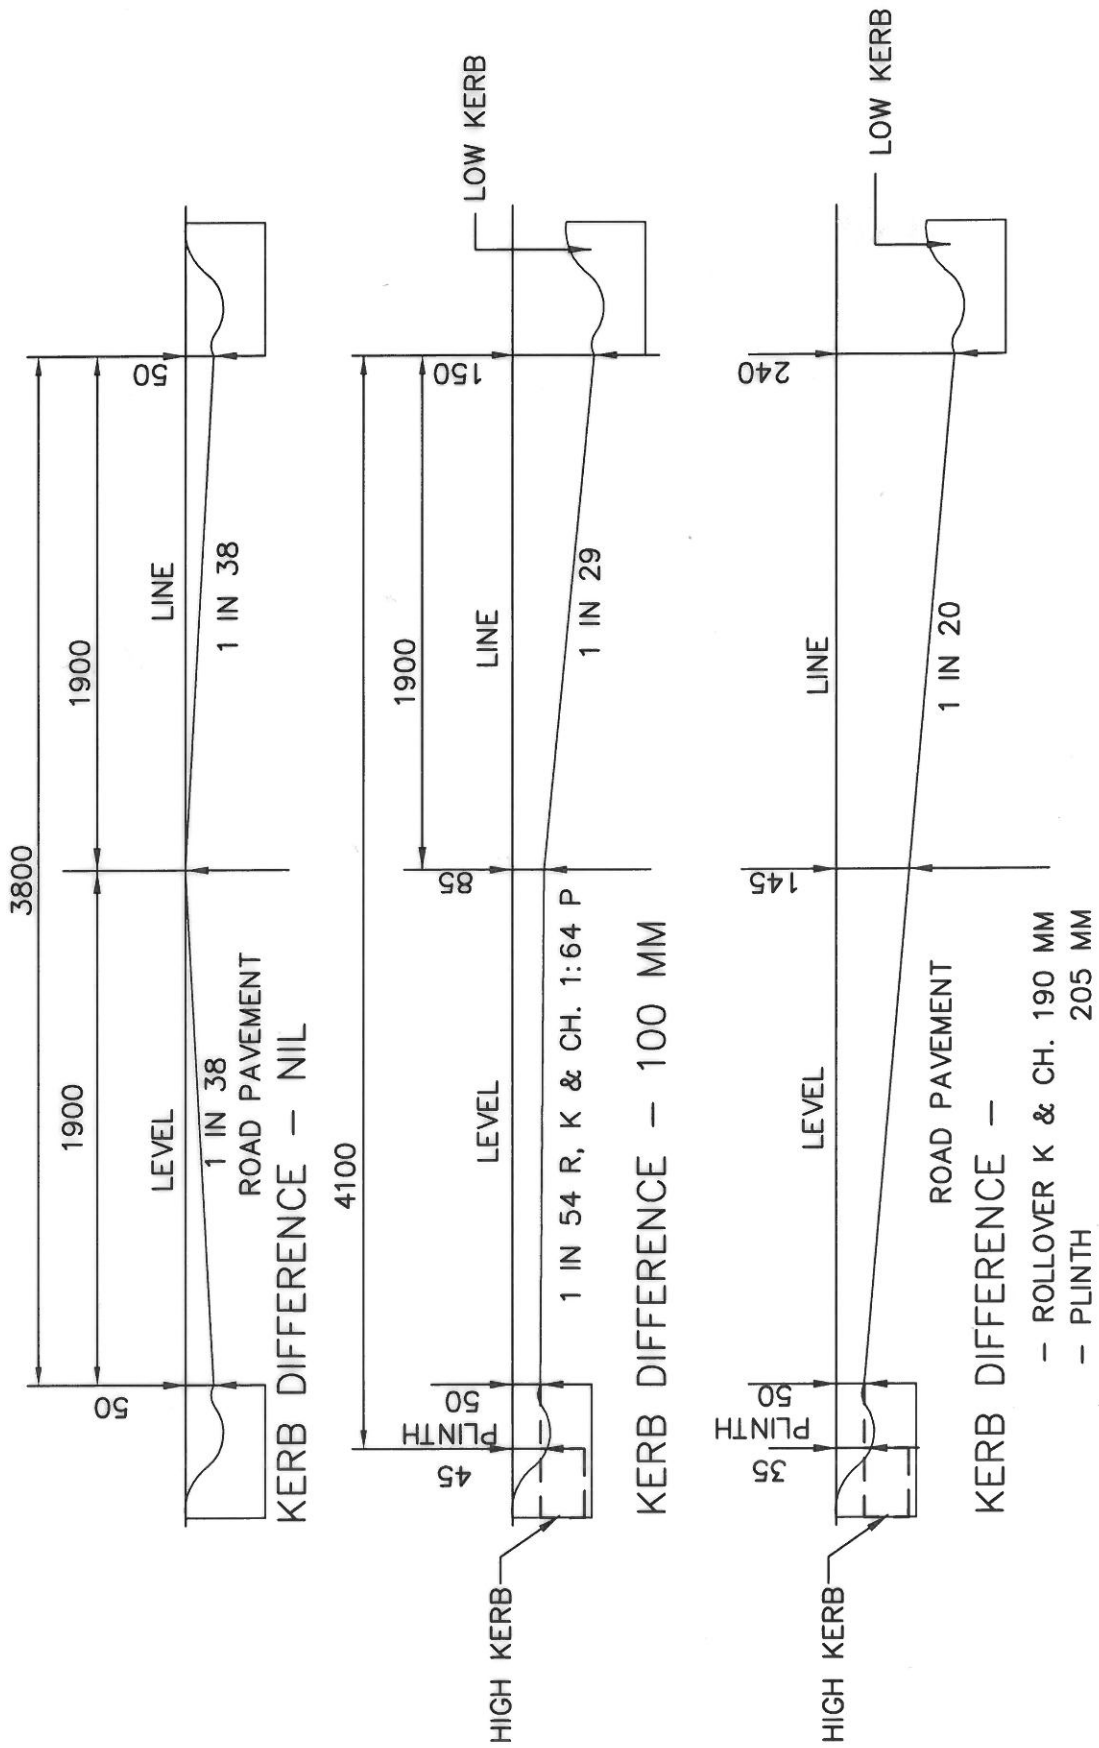 3800
1900
1900
50
50
LEVEL
LINE
1 IN 38
1 IN 38
ROAD PAVEMENT
KERB DIFFERENCE – NIL
4100
1900
HIGH KERB
45
PLINTH
50
85
150
LOW KERB
LEVEL
LINE
1 IN 54 R, K & CH. 1:64 P
1 IN 29
KERB DIFFERENCE – 100 MM
HIGH KERB
35
PLINTH
50
145
240
LOW KERB
LEVEL
LINE
1 IN 20
ROAD PAVEMENT
KERB DIFFERENCE –
– ROLLOVER K & CH. 190 MM
– PLINTH 205 MM